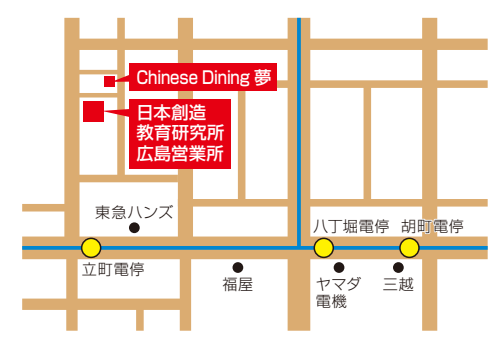 Chinese Dining 夢
日本創造
教育研究所
広島営業所
東急ハンズ
八丁堀電停
胡町電停
立町電停
福屋
ヤマダ
電機
三越